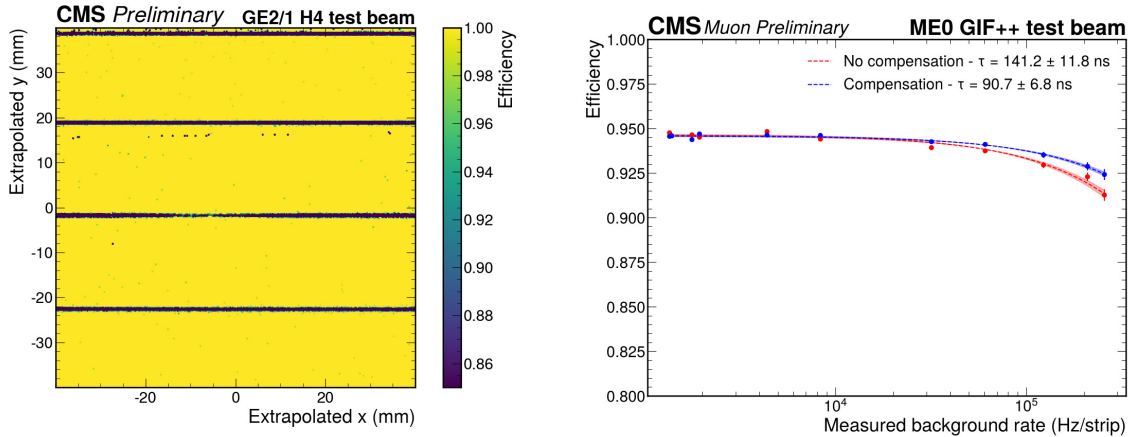 CMS Preliminary GE2/1 H4 test beam
Extrapolated y (mm)
30
20
10
0
-10
-20
-30
-20 0 20
Extrapolated x (mm)
1.00
0.98
0.96
0.94
0.92
0.90
0.88
0.86
Efficiency
CMS Muon Preliminary ME0 GIF++ test beam
Efficiency
1.000
0.975
0.950
0.925
0.900
0.875
0.850
0.825
0.800
No compensation - τ = 141.2 ± 11.8 ns
Compensation - τ = 90.7 ± 6.8 ns
10⁴ 10⁵
Measured background rate (Hz/strip)